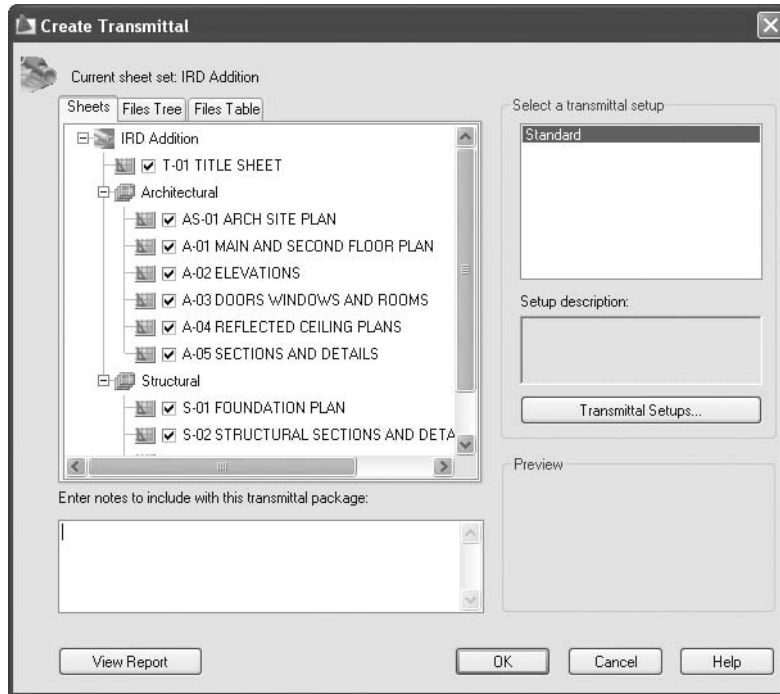 Create Transmittal
Current sheet set: IRD Addition
Sheets Files Tree Files Table
IRD Addition
T-01 TITLE SHEET
Architectural
AS-01 ARCH SITE PLAN
A-01 MAIN AND SECOND FLOOR PLAN
A-02 ELEVATIONS
A-03 DOORS WINDOWS AND ROOMS
A-04 REFLECTED CEILING PLANS
A-05 SECTIONS AND DETAILS
Structural
S-01 FOUNDATION PLAN
S-02 STRUCTURAL SECTIONS AND DETA
Enter notes to include with this transmittal package:
Select a transmittal setup
Standard
Setup description:
Transmittal Setups...
Preview
View Report
OK
Cancel
Help